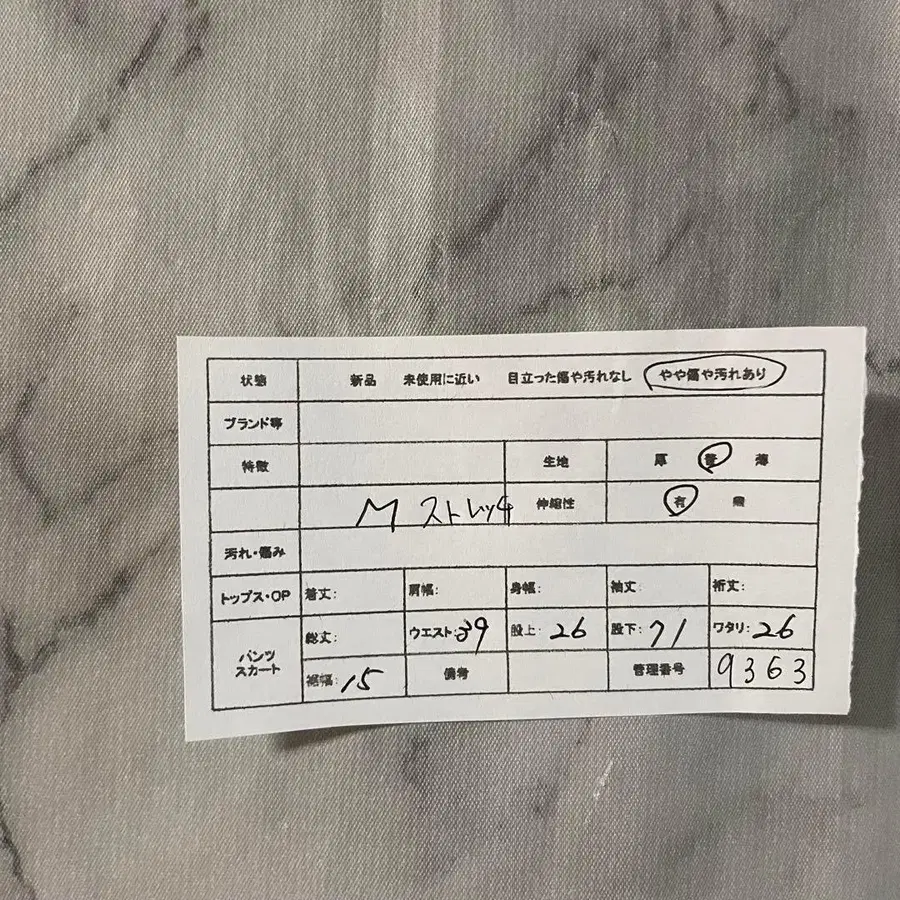 状態 新品 未使用に近い 目立った傷や汚れなし やや傷や汚れあり
ブランド等
特徴 生地 厚 普 薄
M ストレッチ 伸縮性 有 無
汚れ・傷み
トップス・OP 着丈: 肩幅: 身幅: 袖丈: 裄丈:
パンツ
スカート
総丈: ウエスト:39 股上:26 股下:71 ワタリ:26
裾幅:15 備考 管理番号 9363